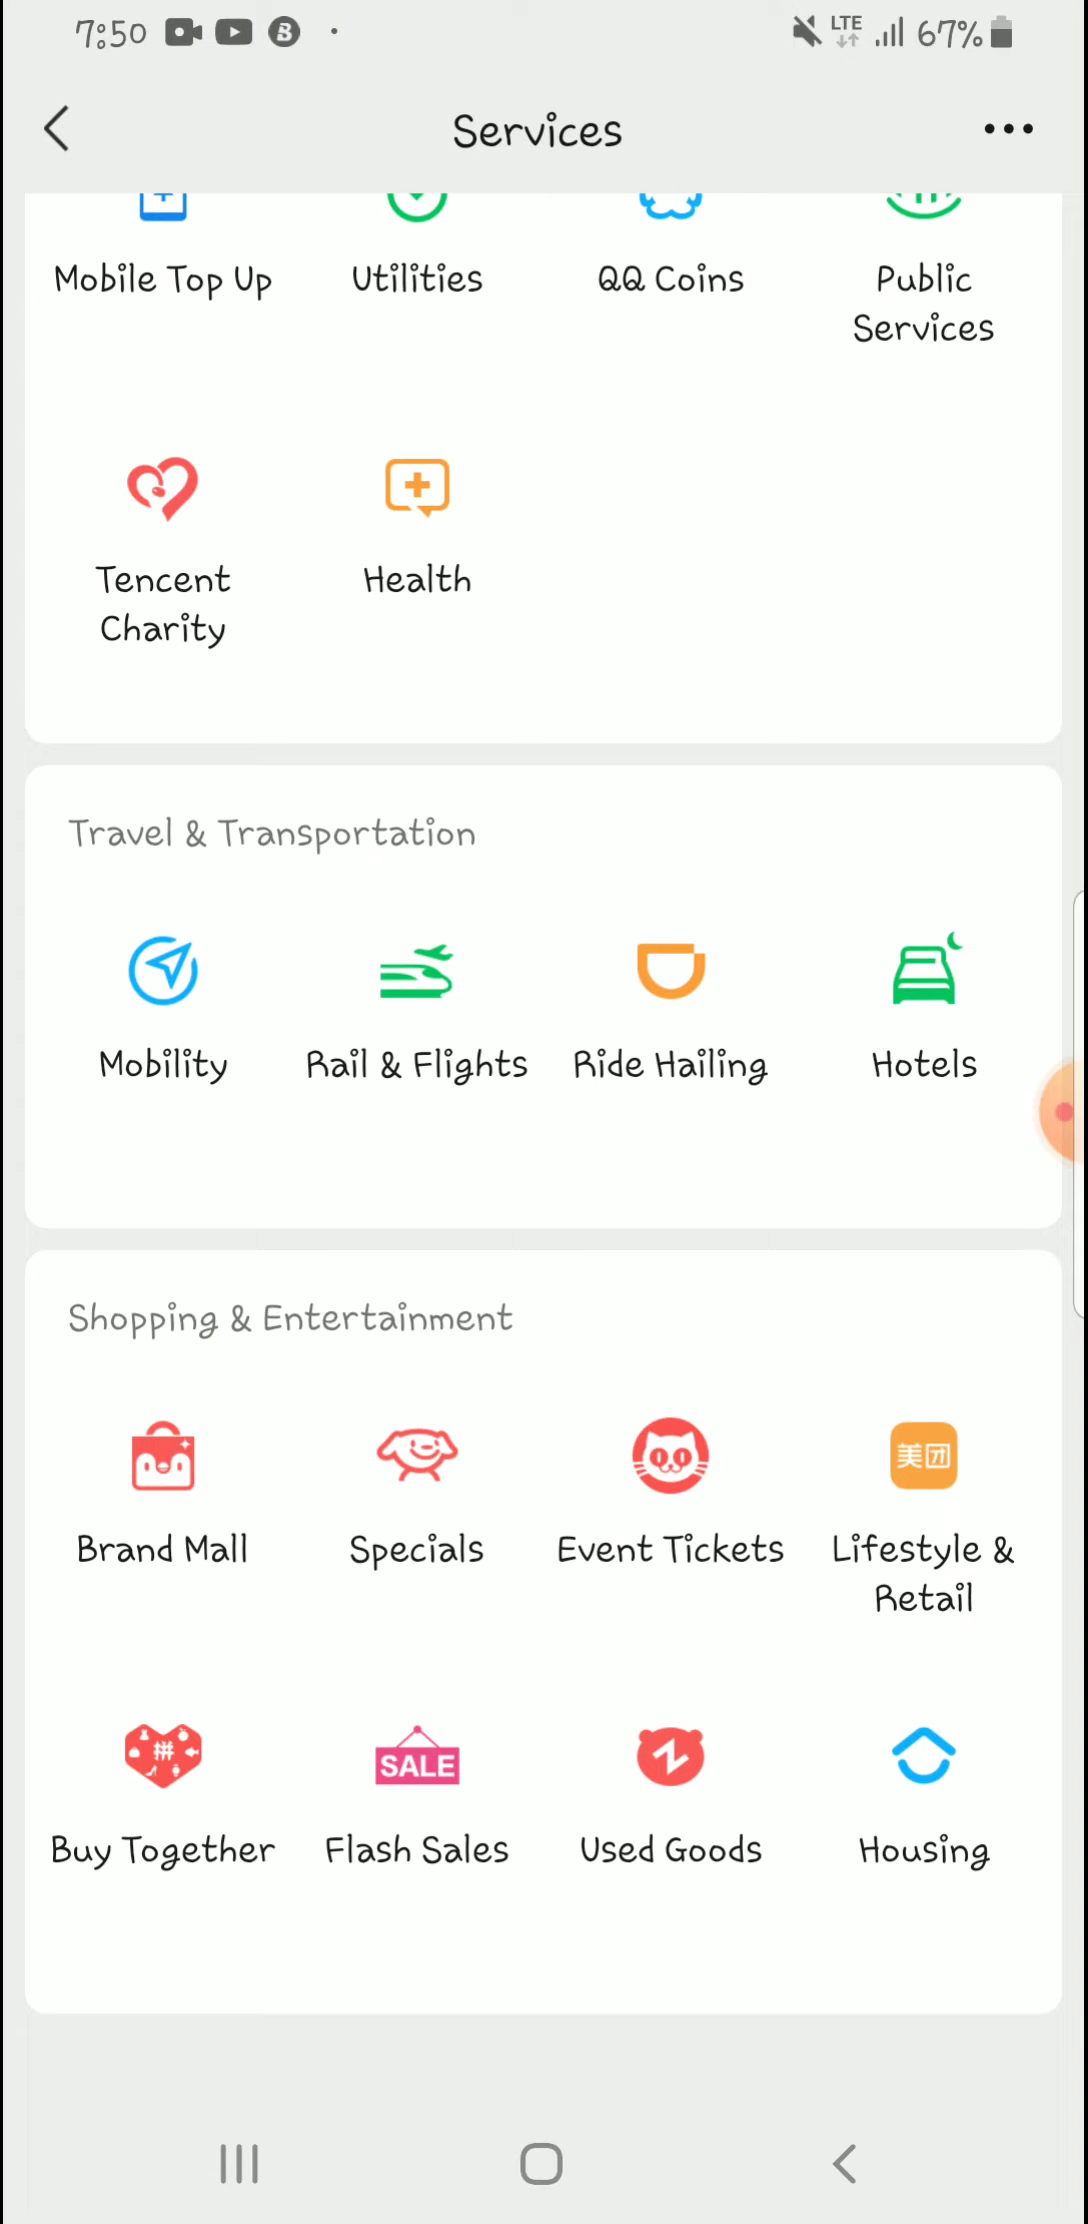 7:50 B LTE 67%
Services
Mobile Top Up Utilities QQ Coins Public
Services
Tencent Health
Charity
Travel & Transportation
Mobility Rail & Flights Ride Hailing Hotels
Shopping & Entertainment
美团
Brand Mall Specials Event Tickets Lifestyle &
Retail
拼 SALE
Buy Together Flash Sales Used Goods Housing